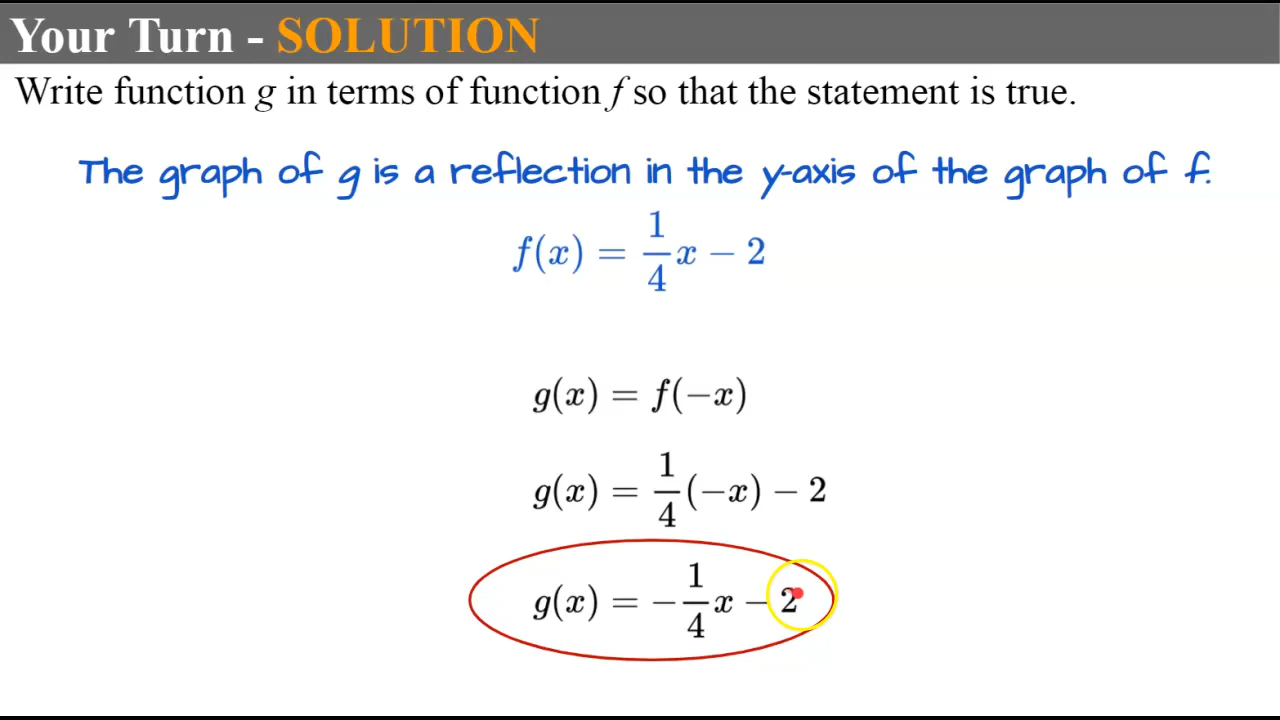 Your Turn - SOLUTION
Write function g in terms of function f so that the statement is true.
The graph of g is a reflection in the y-axis of the graph of f.
f(x) = 1/4 x − 2
g(x) = f(−x)
g(x) = 1/4 (−x) − 2
g(x) = −1/4 x − 2